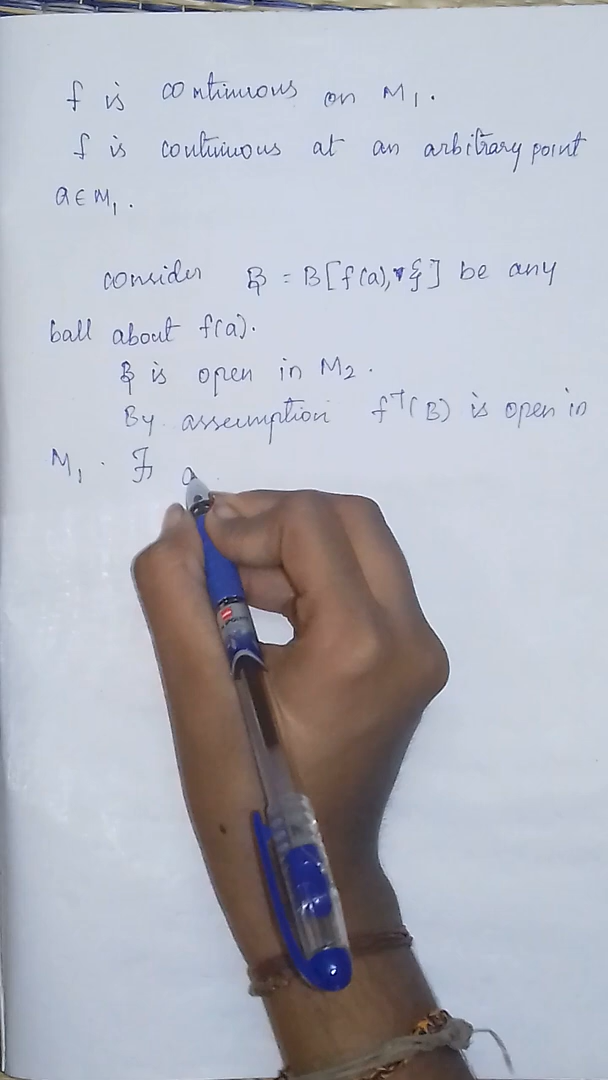 f is continuous on M₁.
f is continuous at an arbitrary point
a ∈ M₁.
consider B = B[f(a), ξ] be any
ball about f(a).
B is open in M₂.
By assumption f⁻¹(B) is open in
M₁. ∃ a